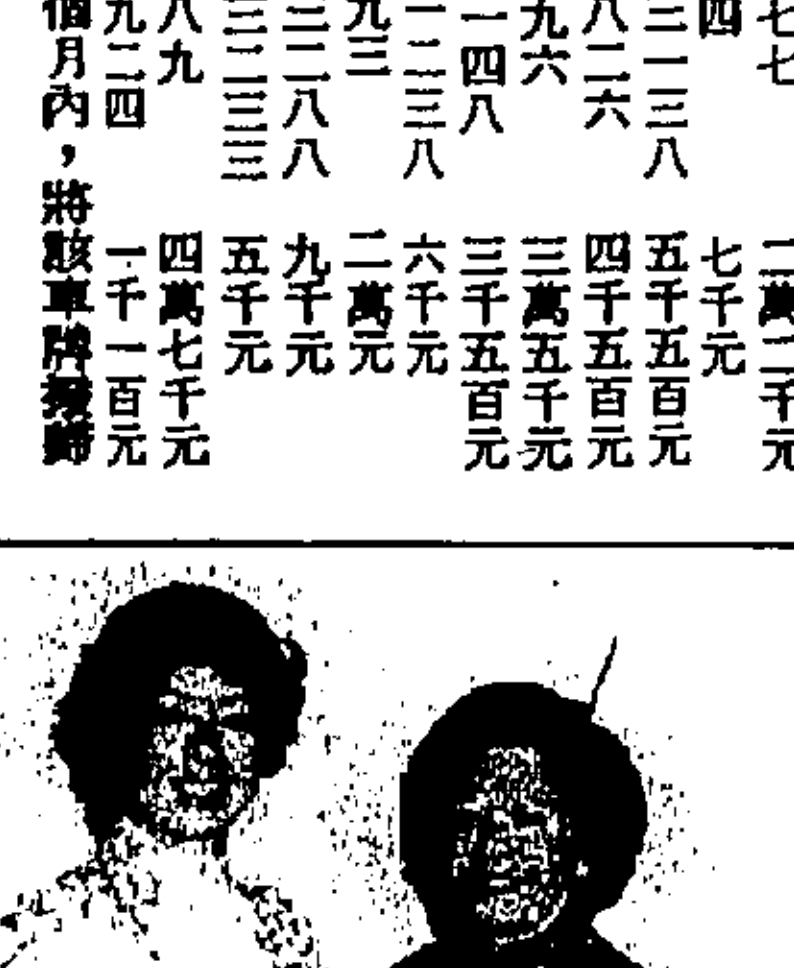 七七 二萬二千元
四 七千元
三一三八 五千五百元
八二六 四千五百元
九六 三萬五千元
一四八 三千五百元
一二三八 六千元
九三 二萬元
三二八八 九千元
三二三三 五千元
八九 四萬七千元
九二四 一千一百元
個月內，將該車牌撥歸